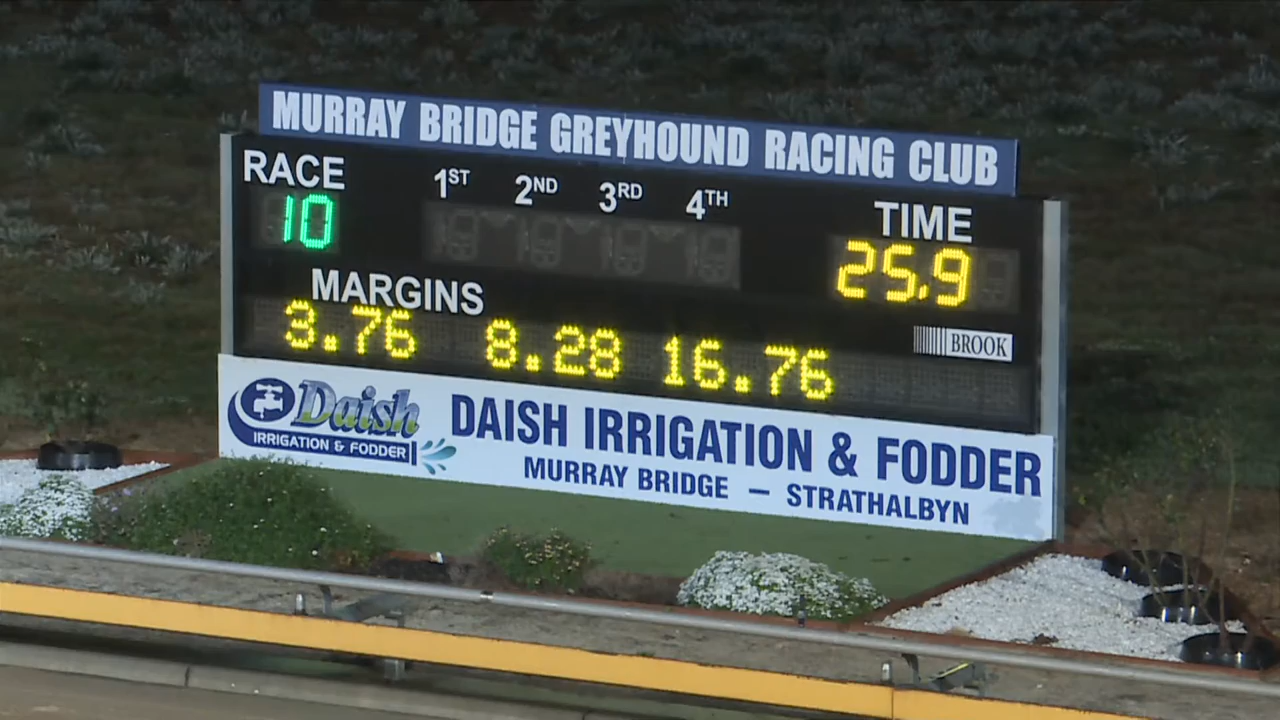 MURRAY BRIDGE GREYHOUND RACING CLUB
RACE 1ST 2ND 3RD 4TH TIME
10 25.9
MARGINS
3.76 8.28 16.76
BROOK
Daish
IRRIGATION & FODDER
DAISH IRRIGATION & FODDER
MURRAY BRIDGE – STRATHALBYN